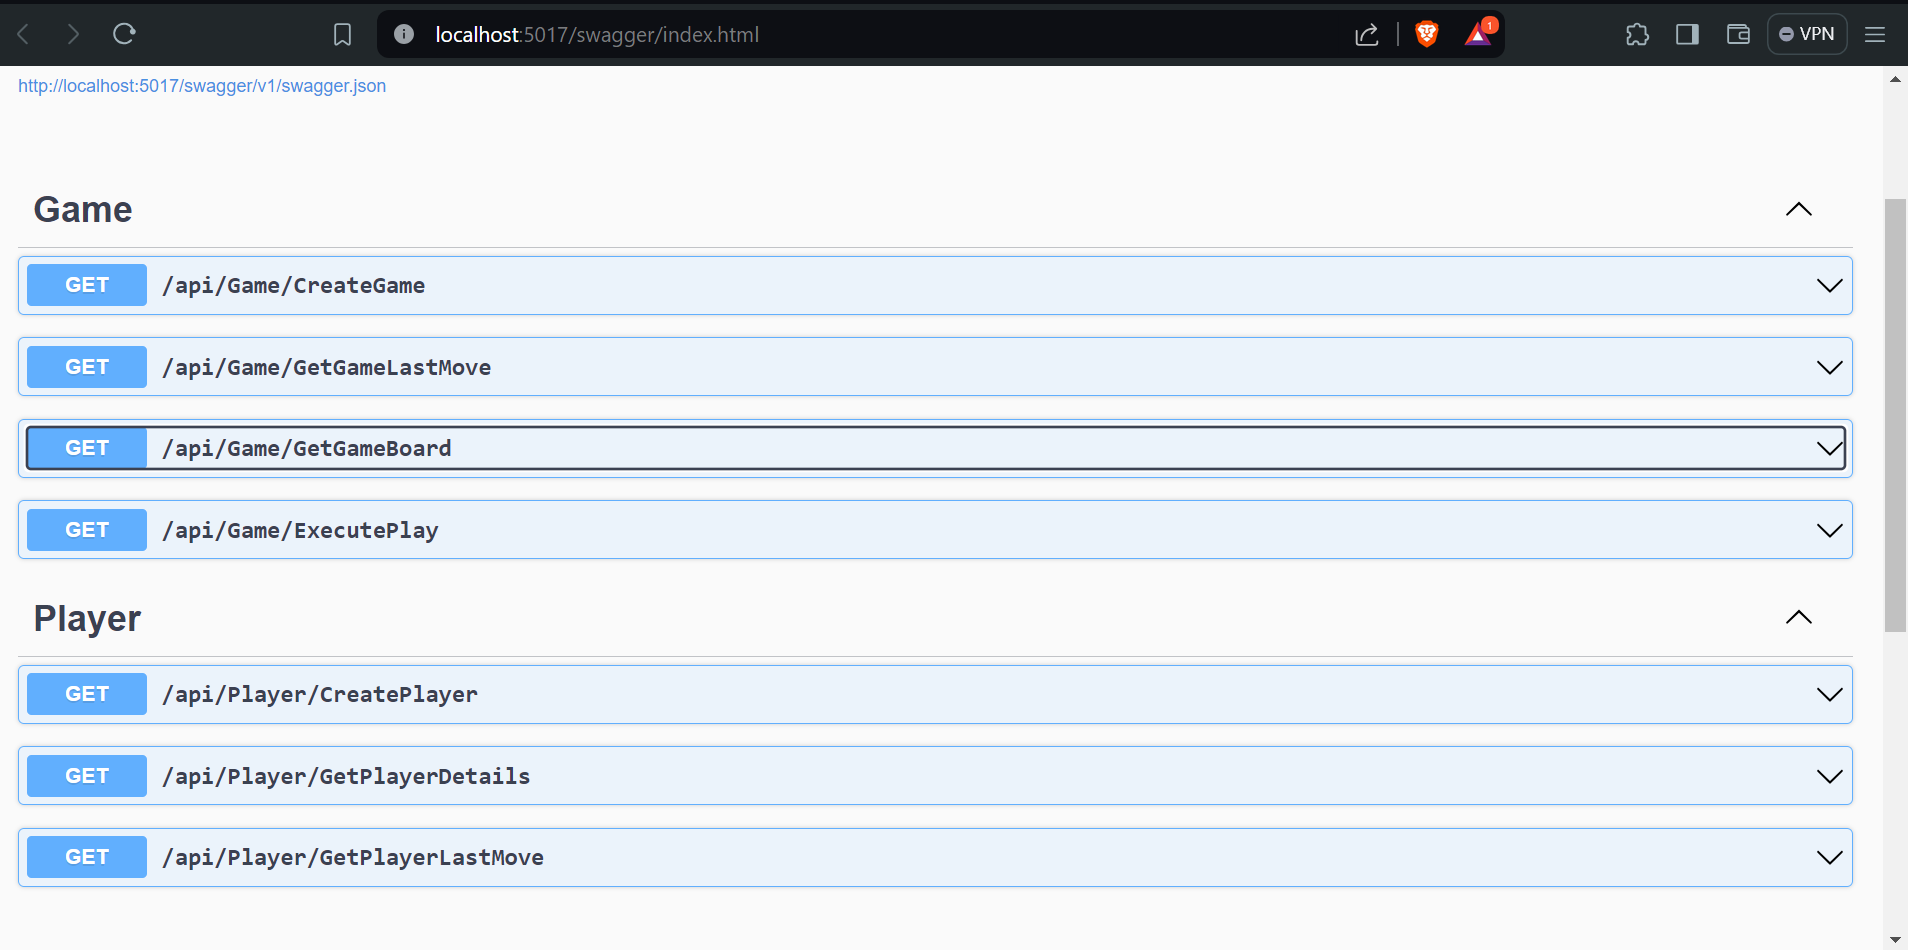 localhost:5017/swagger/index.html
1
VPN
http://localhost:5017/swagger/v1/swagger.json
Game
GET /api/Game/CreateGame
GET /api/Game/GetGameLastMove
GET /api/Game/GetGameBoard
GET /api/Game/ExecutePlay
Player
GET /api/Player/CreatePlayer
GET /api/Player/GetPlayerDetails
GET /api/Player/GetPlayerLastMove